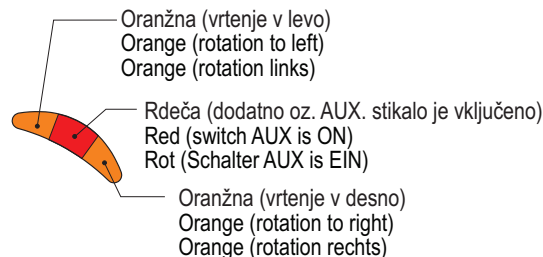 Oranžna (vrtenje v levo)
Orange (rotation to left)
Orange (rotation links)
Rdeča (dodatno oz. AUX. stikalo je vključeno)
Red (switch AUX is ON)
Rot (Schalter AUX is EIN)
Oranžna (vrtenje v desno)
Orange (rotation to right)
Orange (rotation rechts)